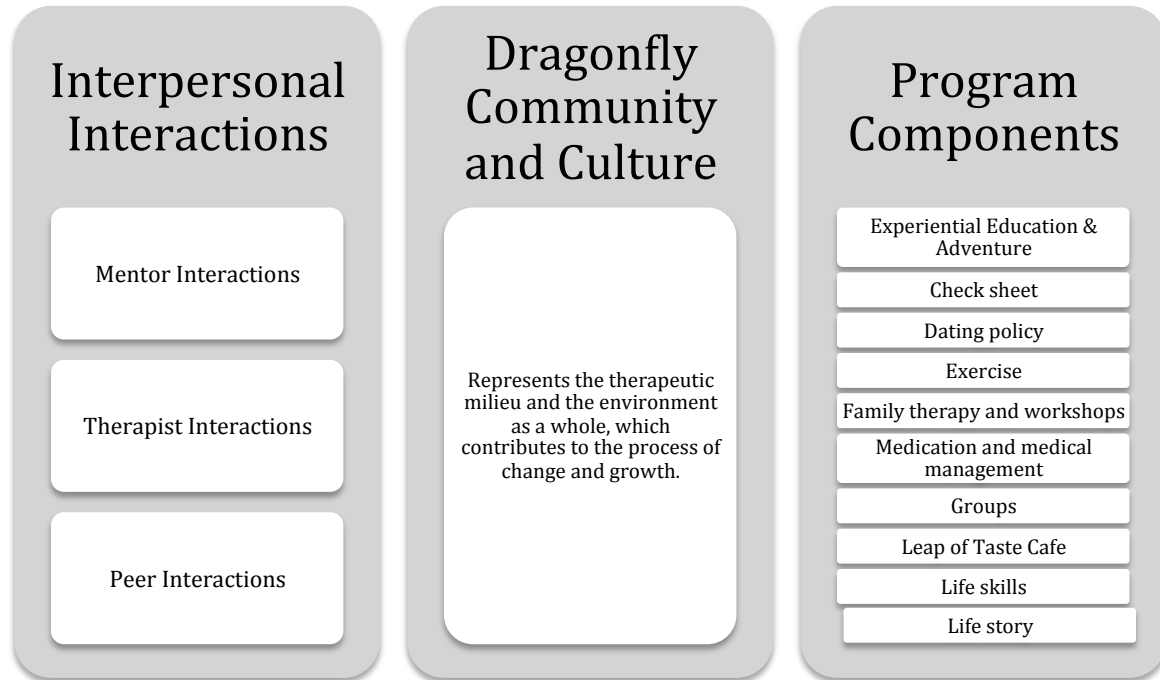 Interpersonal
Interactions
Mentor Interactions
Therapist Interactions
Peer Interactions
Dragonfly
Community
and Culture
Represents the therapeutic
milieu and the environment
as a whole, which
contributes to the process of
change and growth.
Program
Components
Experiential Education &
Adventure
Check sheet
Dating policy
Exercise
Family therapy and workshops
Medication and medical
management
Groups
Leap of Taste Cafe
Life skills
Life story